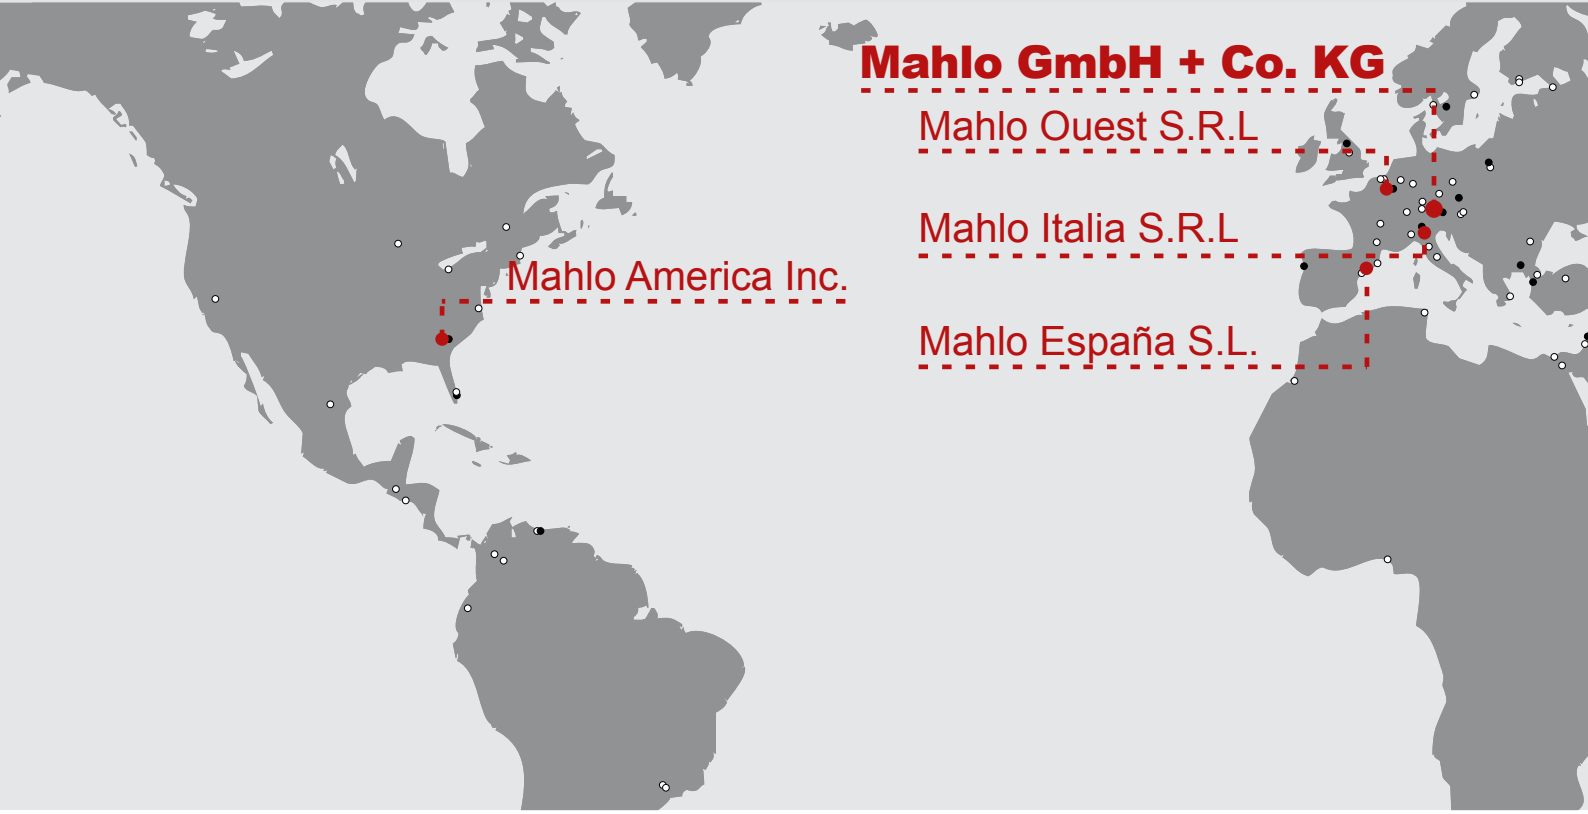 Mahlo GmbH + Co. KG
Mahlo Ouest S.R.L
Mahlo Italia S.R.L
Mahlo America Inc.
Mahlo España S.L.